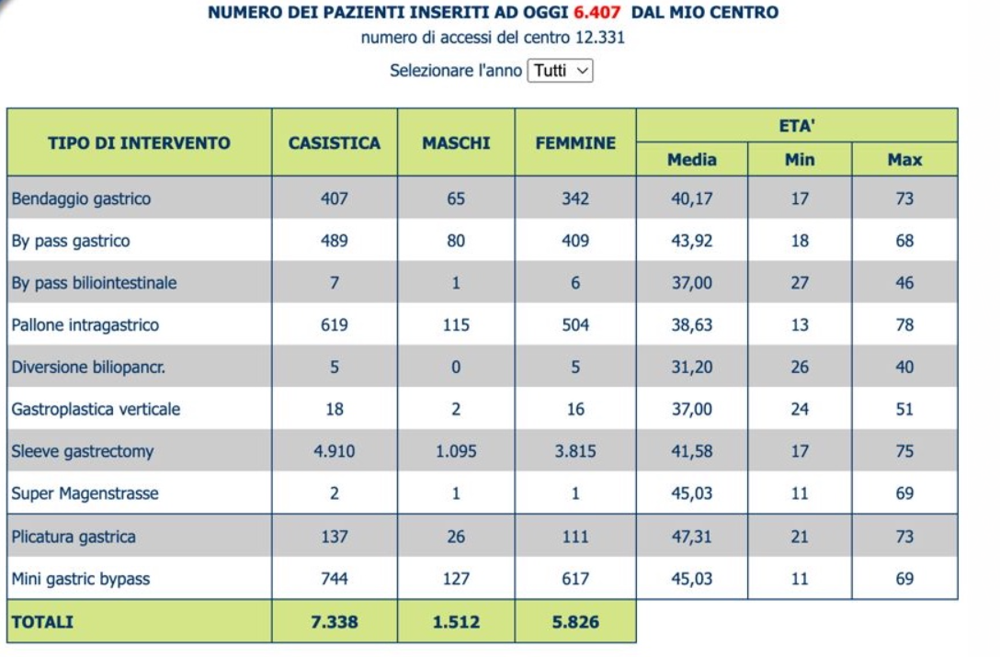 NUMERO DEI PAZIENTI INSERITI AD OGGI 6.407 DAL MIO CENTRO
numero di accessi del centro 12.331
Selezionare l'anno Tutti
TIPO DI INTERVENTO CASISTICA MASCHI FEMMINE ETA'
Media Min Max
Bendaggio gastrico 407 65 342 40,17 17 73
By pass gastrico 489 80 409 43,92 18 68
By pass biliointestinale 7 1 6 37,00 27 46
Pallone intragastrico 619 115 504 38,63 13 78
Diversione biliopancr. 5 0 5 31,20 26 40
Gastroplastica verticale 18 2 16 37,00 24 51
Sleeve gastrectomy 4.910 1.095 3.815 41,58 17 75
Super Magenstrasse 2 1 1 45,03 11 69
Plicatura gastrica 137 26 111 47,31 21 73
Mini gastric bypass 744 127 617 45,03 11 69
TOTALI 7.338 1.512 5.826